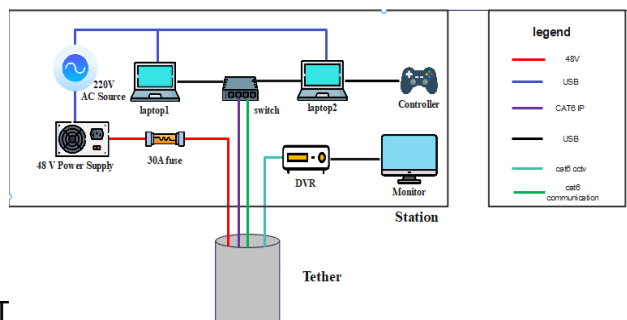 220V
AC Source
laptop1
switch
laptop2
Controller
48 V Power Supply
30A fuse
DVR
Monitor
Station
Tether
T
legend
48V
USB
CAT6 IP
USB
cat6 cctv
cat6
communication